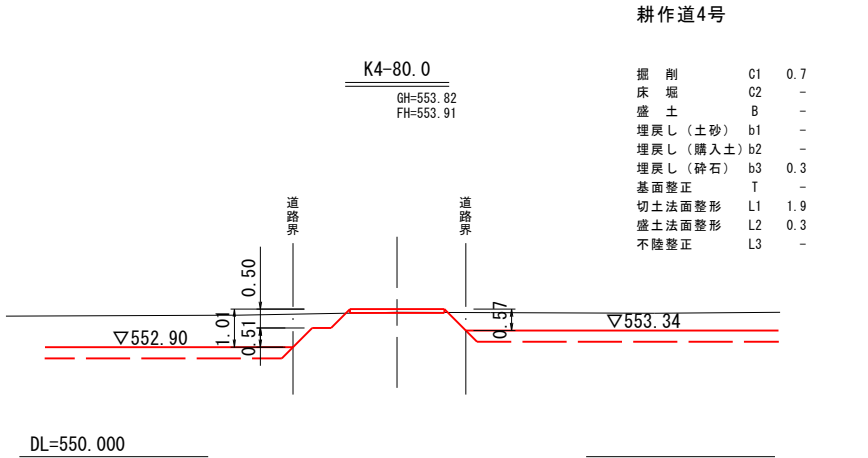 耕作道4号
K4-80.0
GH=553.82
FH=553.91
掘　削 C1 0.7
床　堀 C2 -
盛　土 B -
埋戻し（土砂） b1 -
埋戻し（購入土） b2 -
埋戻し（砕石） b3 0.3
基面整正 T -
切土法面整形 L1 1.9
盛土法面整形 L2 0.3
不陸整正 L3 -
道路界
道路界
0.50
1.01
0.51
0.57
▽552.90
▽553.34
DL=550.000